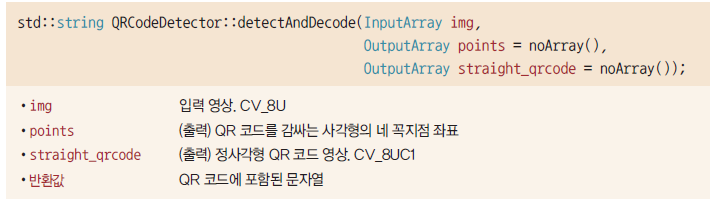 std::string QRCodeDetector::detectAndDecode(InputArray img,
OutputArray points = noArray(),
OutputArray straight_qrcode = noArray());
• img 입력 영상. CV_8U
• points (출력) QR 코드를 감싸는 사각형의 네 꼭지점 좌표
• straight_qrcode (출력) 정사각형 QR 코드 영상. CV_8UC1
• 반환값 QR 코드에 포함된 문자열